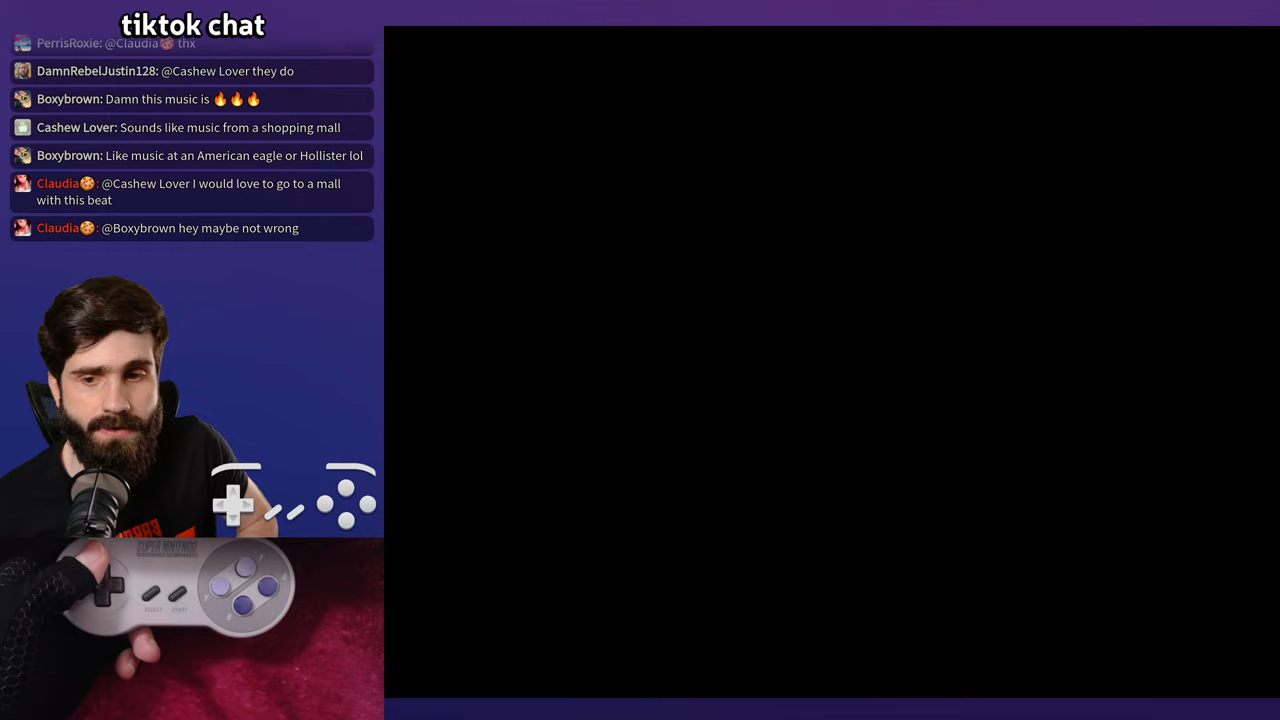 tiktok chat
PerrisRoxie: @Claudia🍪 thx
DamnRebelJustin128: @Cashew Lover they do
Boxybrown: Damn this music is 🔥🔥🔥
Cashew Lover: Sounds like music from a shopping mall
Boxybrown: Like music at an American eagle or Hollister lol
Claudia🍪: @Cashew Lover I would love to go to a mall
with this beat
Claudia🍪: @Boxybrown hey maybe not wrong
SUPER NINTENDO
SELECT START